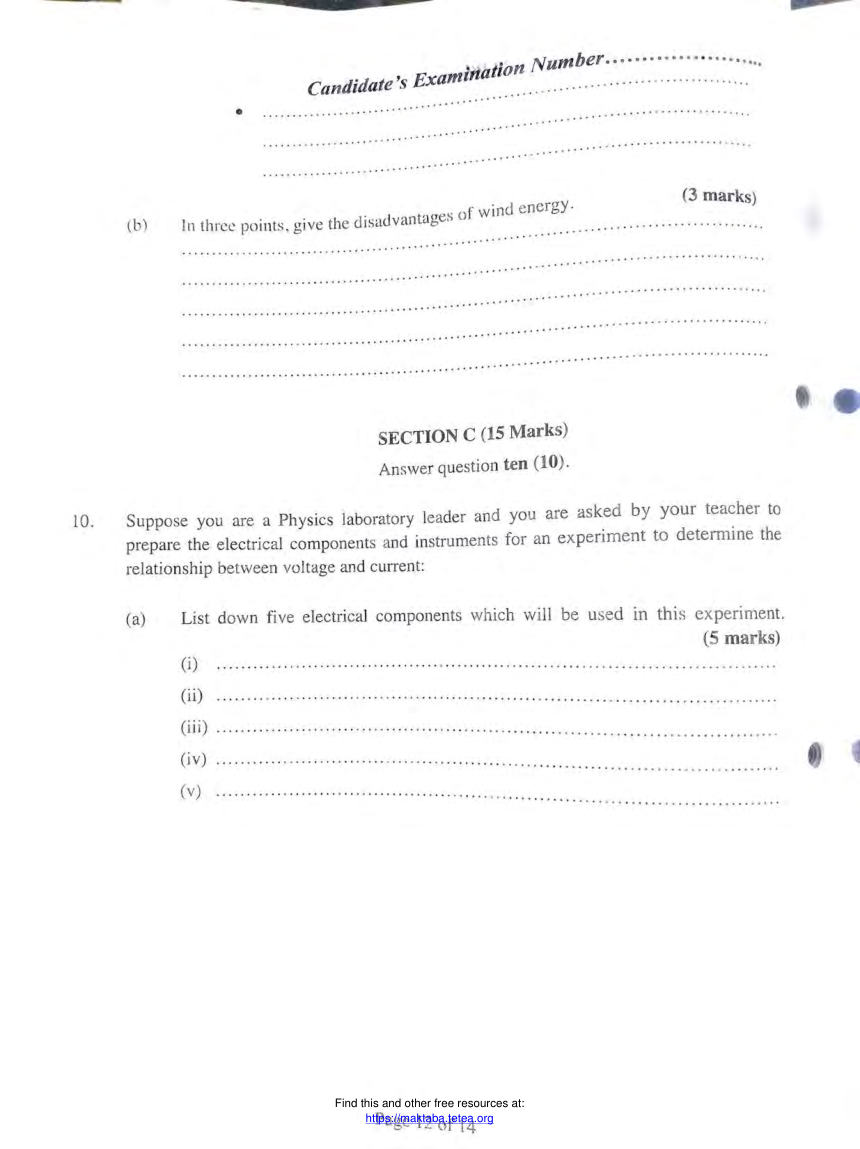 Candidate's Examination Number........................
•
(b) In three points, give the disadvantages of wind energy. (3 marks)
SECTION C (15 Marks)
Answer question ten (10).
10. Suppose you are a Physics laboratory leader and you are asked by your teacher to
prepare the electrical components and instruments for an experiment to determine the
relationship between voltage and current:
(a) List down five electrical components which will be used in this experiment.
(5 marks)
(i)
(ii)
(iii)
(iv)
(v)
Find this and other free resources at:
https://maktaba.tetea.org
Page 12 of 14